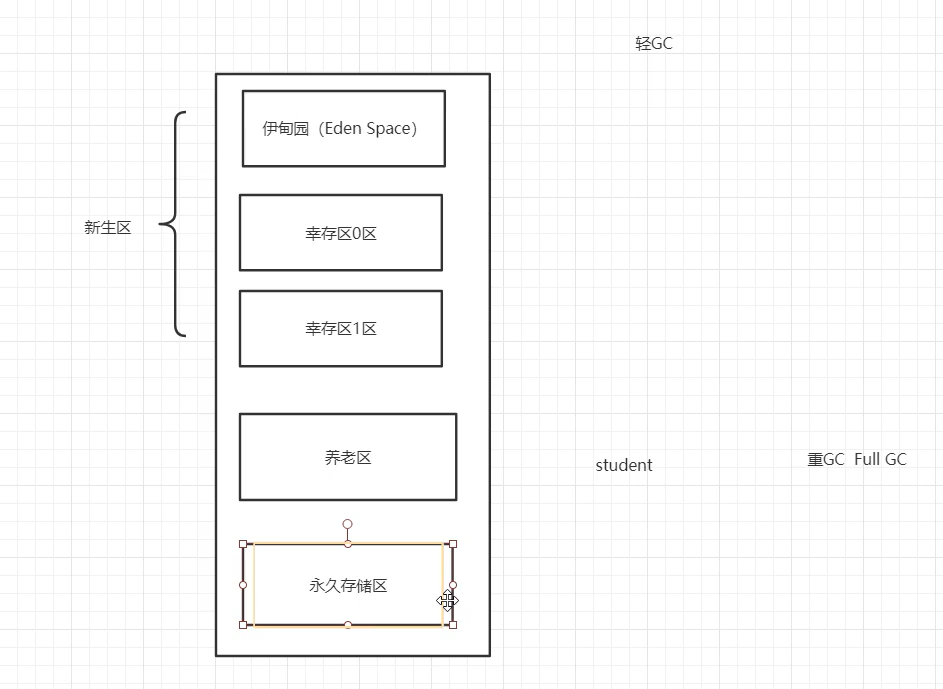 轻GC
伊甸园（Eden Space）
新生区
幸存区0区
幸存区1区
养老区
student
重GC Full GC
永久存储区